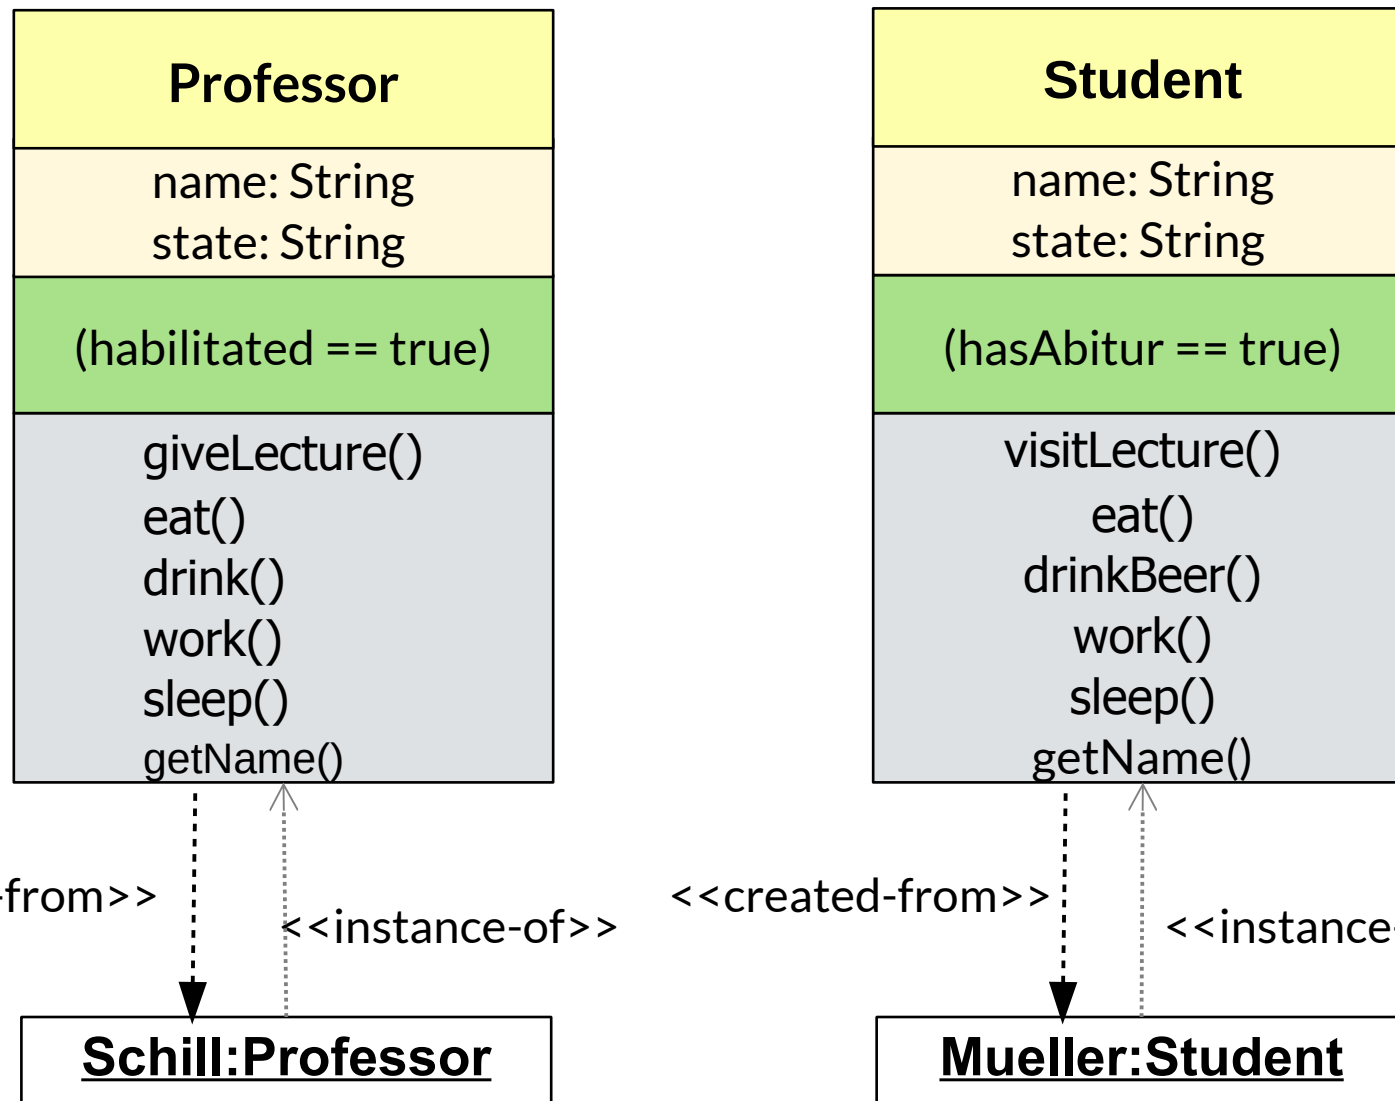 Professor
name: String
state: String
(habilitated == true)
giveLecture()
eat()
drink()
work()
sleep()
getName()
-from>>
<<instance-of>>
Schill:Professor
Student
name: String
state: String
(hasAbitur == true)
visitLecture()
eat()
drinkBeer()
work()
sleep()
getName()
<<created-from>>
<<instance-
Mueller:Student